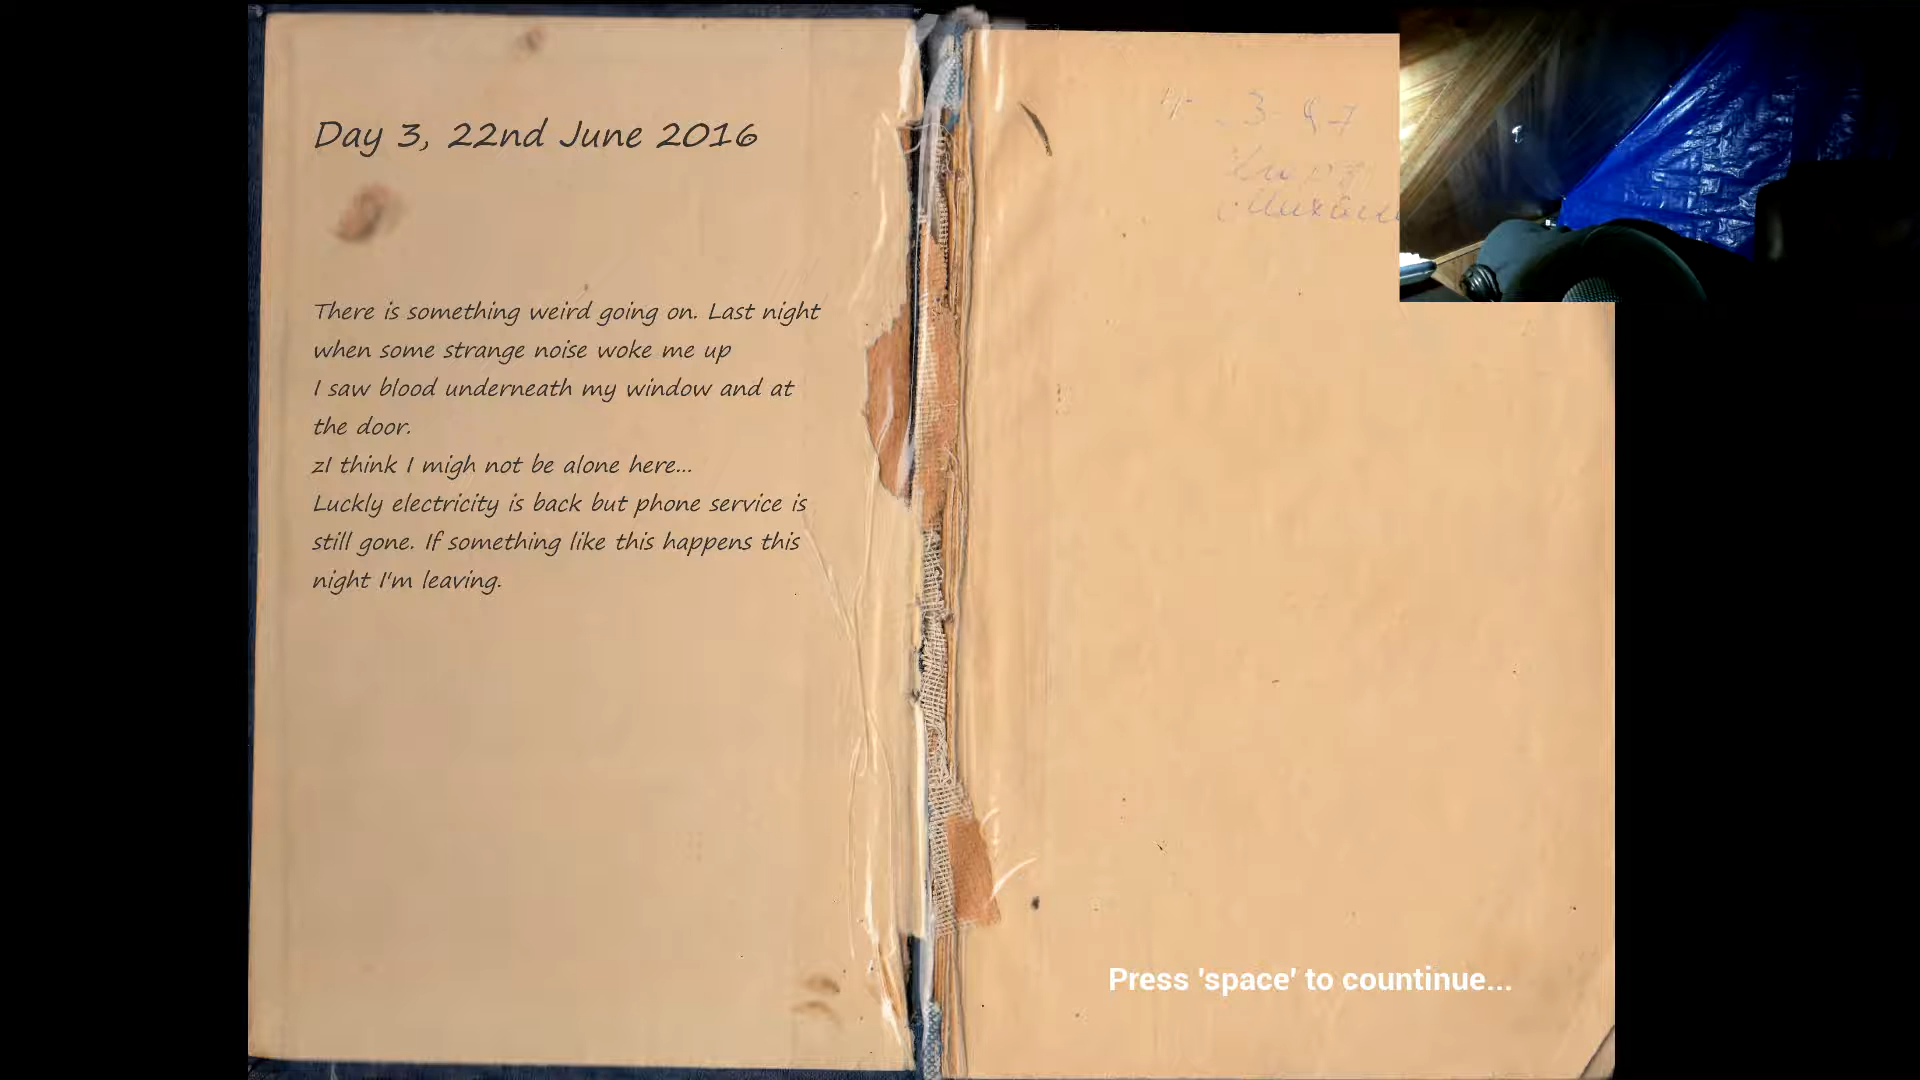 Day 3, 22nd June 2016
There is something weird going on. Last night
when some strange noise woke me up
I saw blood underneath my window and at
the door.
zI think I migh not be alone here...
Luckly electricity is back but phone service is
still gone. If something like this happens this
night I'm leaving.
Press 'space' to countinue...